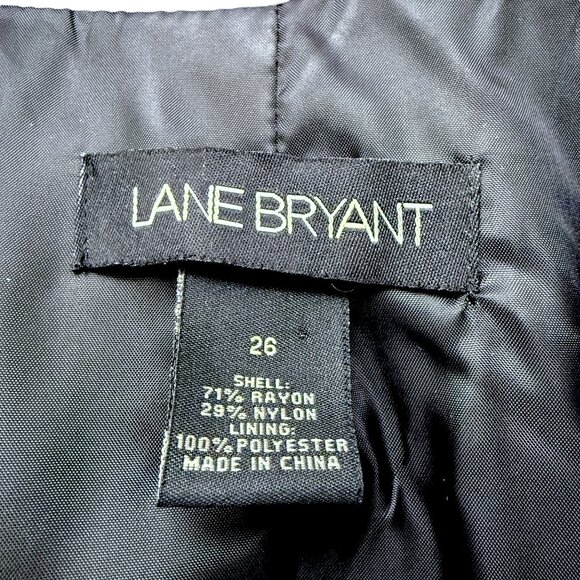 LANE BRYANT
26
SHELL:
71% RAYON
29% NYLON
LINING:
100% POLYESTER
MADE IN CHINA